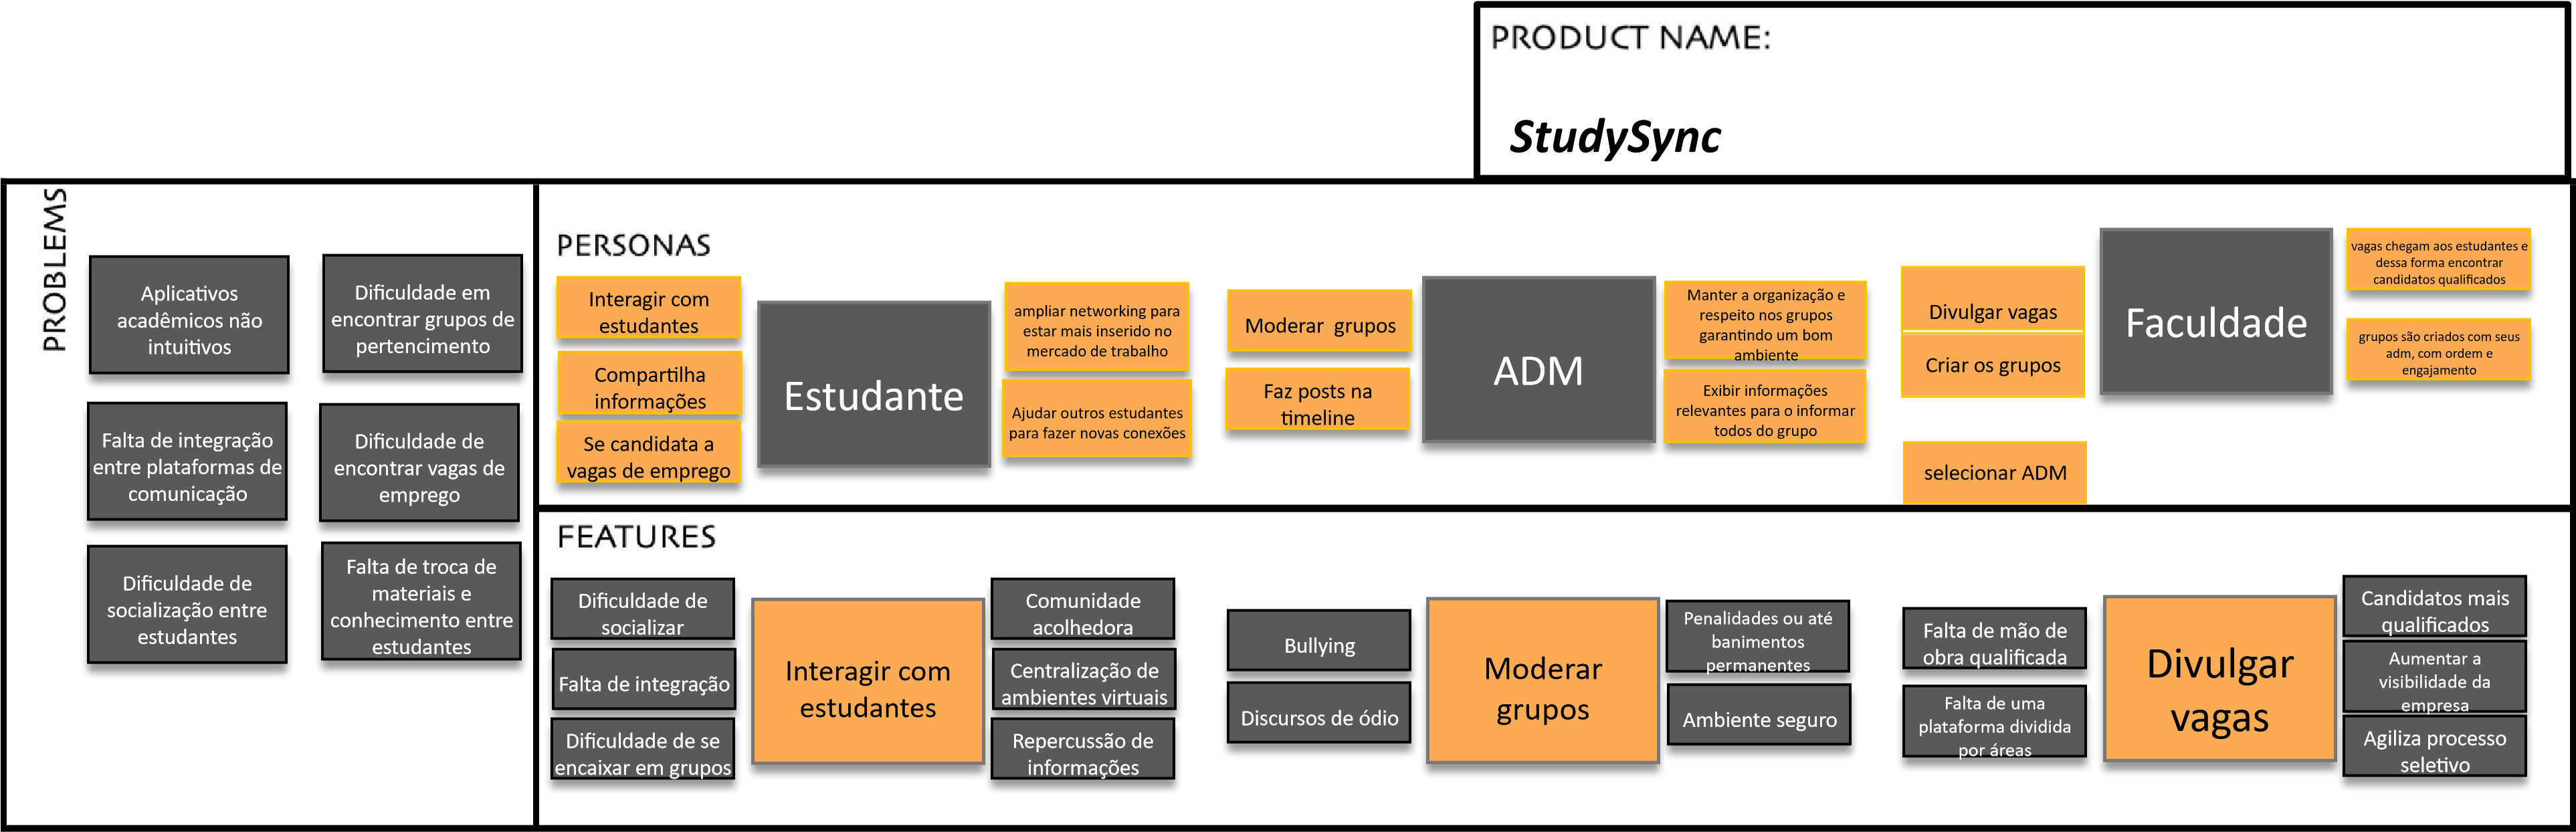 PRODUCT NAME:
StudySync
PROBLEMS
Aplicativos
acadêmicos não
intuitivos
Dificuldade em
encontrar grupos de
pertencimento
Falta de integração
entre plataformas de
comunicação
Dificuldade de
encontrar vagas de
emprego
Dificuldade de
socialização entre
estudantes
Falta de troca de
materiais e
conhecimento entre
estudantes
PERSONAS
Interagir com
estudantes
Compartilha
informações
Se candidata a
vagas de emprego
Estudante
ampliar networking para
estar mais inserido no
mercado de trabalho
Ajudar outros estudantes
para fazer novas conexões
Moderar grupos
Faz posts na
timeline
ADM
Manter a organização e
respeito nos grupos
garantindo um bom
ambiente
Exibir informações
relevantes para o informar
todos do grupo
Divulgar vagas
Criar os grupos
selecionar ADM
Faculdade
vagas chegam aos estudantes e
dessa forma encontrar
candidatos qualificados
grupos são criados com seus
adm, com ordem e
engajamento
FEATURES
Dificuldade de
socializar
Falta de integração
Dificuldade de se
encaixar em grupos
Interagir com
estudantes
Comunidade
acolhedora
Centralização de
ambientes virtuais
Repercussão de
informações
Bullying
Discursos de ódio
Moderar
grupos
Penalidades ou até
banimentos
permanentes
Ambiente seguro
Falta de mão de
obra qualificada
Falta de uma
plataforma dividida
por áreas
Divulgar
vagas
Candidatos mais
qualificados
Aumentar a
visibilidade da
empresa
Agiliza processo
seletivo